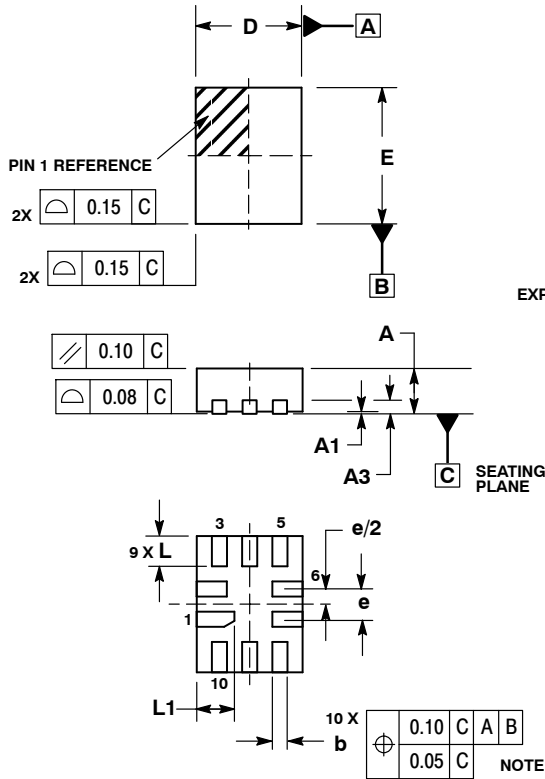 D
A
PIN 1 REFERENCE
E
2X ⌓ 0.15 C
2X ⌓ 0.15 C
B
EXP
⫽ 0.10 C
⌓ 0.08 C
A
A1
A3
C SEATING
PLANE
3 5
e/2
9 X L
6
e
1
10
L1
b
10 X
⌖ 0.10 C A B
0.05 C
NOTE